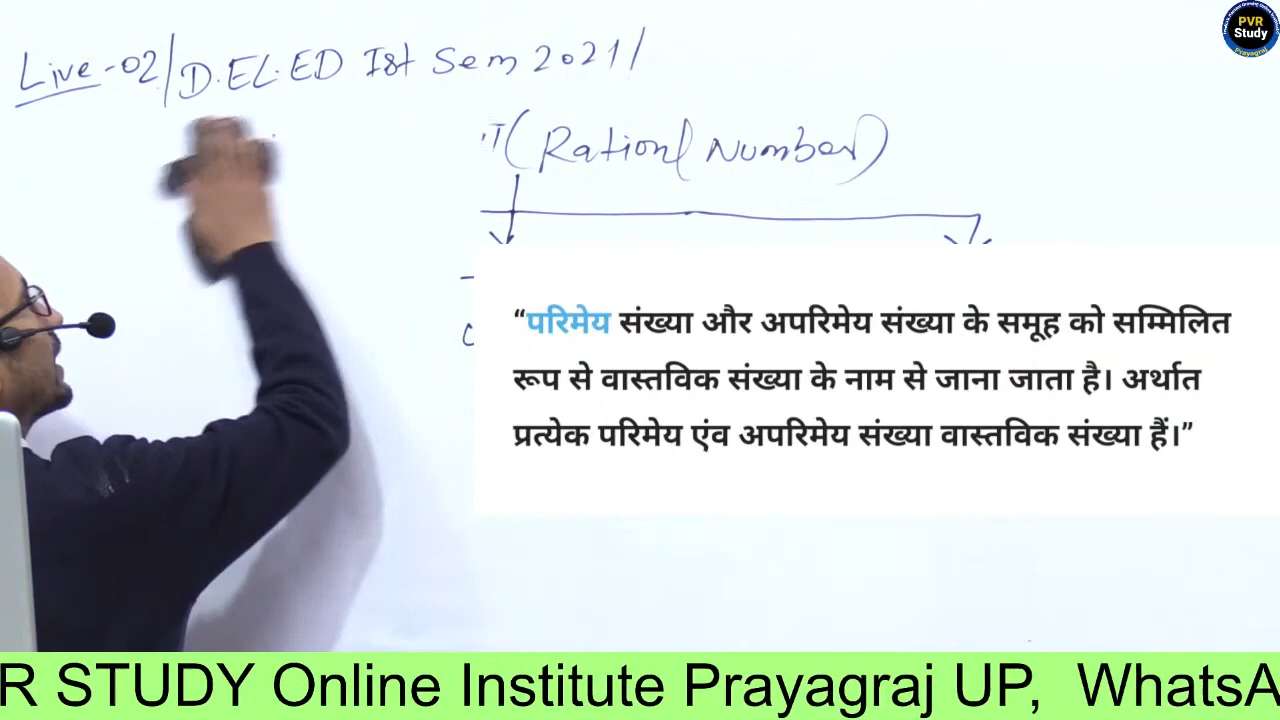 PVR
Study
Prayagraj
Live-02/D.EL.ED Ist Sem 2021/
(Rational Number)
“परिमेय संख्या और अपरिमेय संख्या के समूह को सम्मिलित
रूप से वास्तविक संख्या के नाम से जाना जाता है। अर्थात
प्रत्येक परिमेय एंव अपरिमेय संख्या वास्तविक संख्या हैं।”
R STUDY Online Institute Prayagraj UP, WhatsA